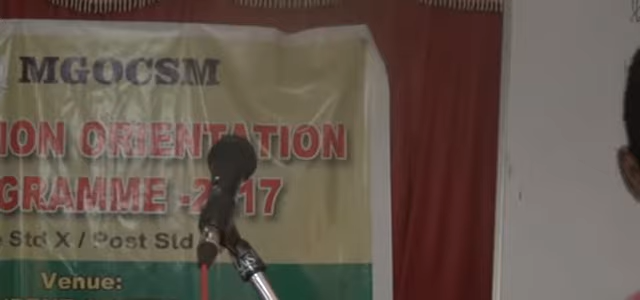 MGOCSM
ION ORIENTATION
GRAMME -2017
Std X / Post Std
Venue: